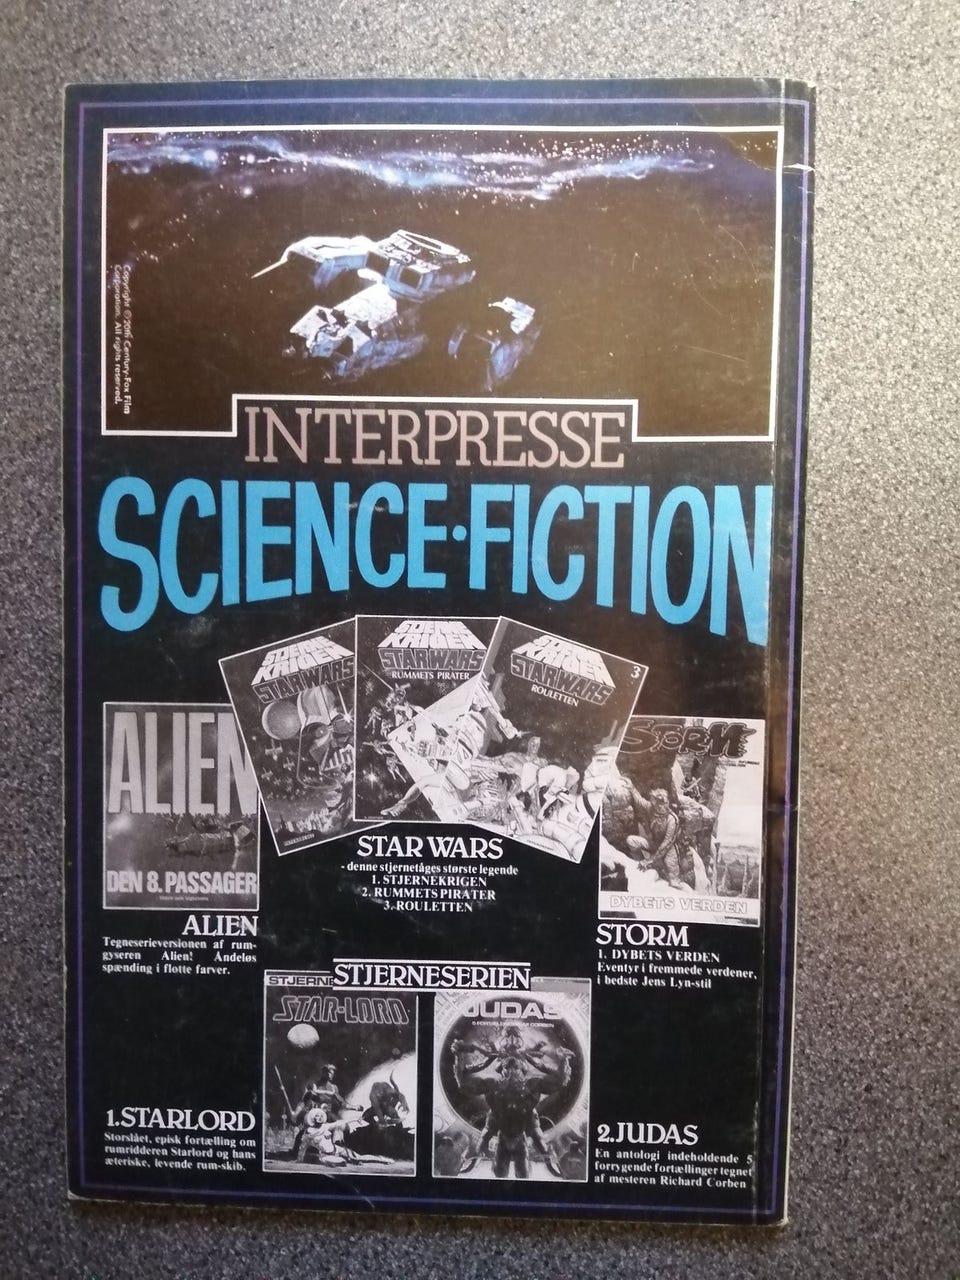 Copyright © 20th Century-Fox Film
Corporation. All rights reserved.
INTERPRESSE
SCIENCE·FICTION
STJERNE
KRIGEN
STAR WARS
STJERNE
KRIGEN
STAR WARS
RUMMETS PIRATER
STJERNE
KRIGEN
3
STAR WARS
ROULETTEN
ALIEN
DEN 8. PASSAGER
STORM
DYBETS VERDEN
STAR WARS
- denne stjernetåges største legende
1. STJERNEKRIGEN
2. RUMMETS PIRATER
3. ROULETTEN
ALIEN
Tegneserieversionen af rum-
gyseren Alien! Åndeløs
spænding i flotte farver.
STORM
1. DYBETS VERDEN
Eventyr i fremmede verdener,
i bedste Jens Lyn-stil
STJERNESERIEN
STJERNE
STAR-LORD
JUDAS
5 FORTÆLLINGER AF CORBEN
1.STARLORD
Storslået, episk fortælling om
rumridderen Starlord og hans
æteriske, levende rum-skib.
2.JUDAS
En antologi indeholdende 5
forrygende fortællinger tegnet
af mesteren Richard Corben